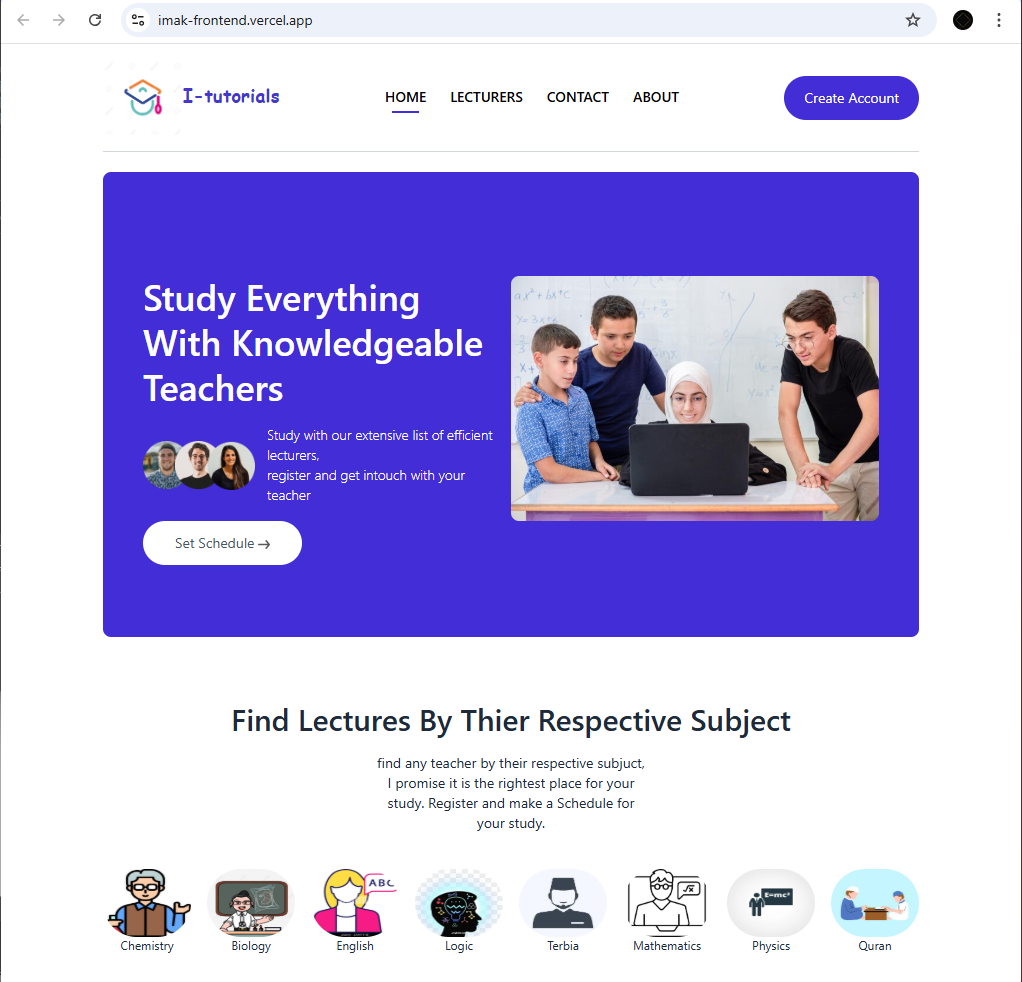 imak-frontend.vercel.app
I-tutorials
HOME LECTURERS CONTACT ABOUT
Create Account
Study Everything
With Knowledgeable
Teachers
Study with our extensive list of efficient
lecturers,
register and get intouch with your
teacher
Set Schedule →
Find Lectures By Thier Respective Subject
find any teacher by their respective subjuct,
I promise it is the rightest place for your
study. Register and make a Schedule for
your study.
ABC
√x
E=mc²
Chemistry Biology English Logic Terbia Mathematics Physics Quran